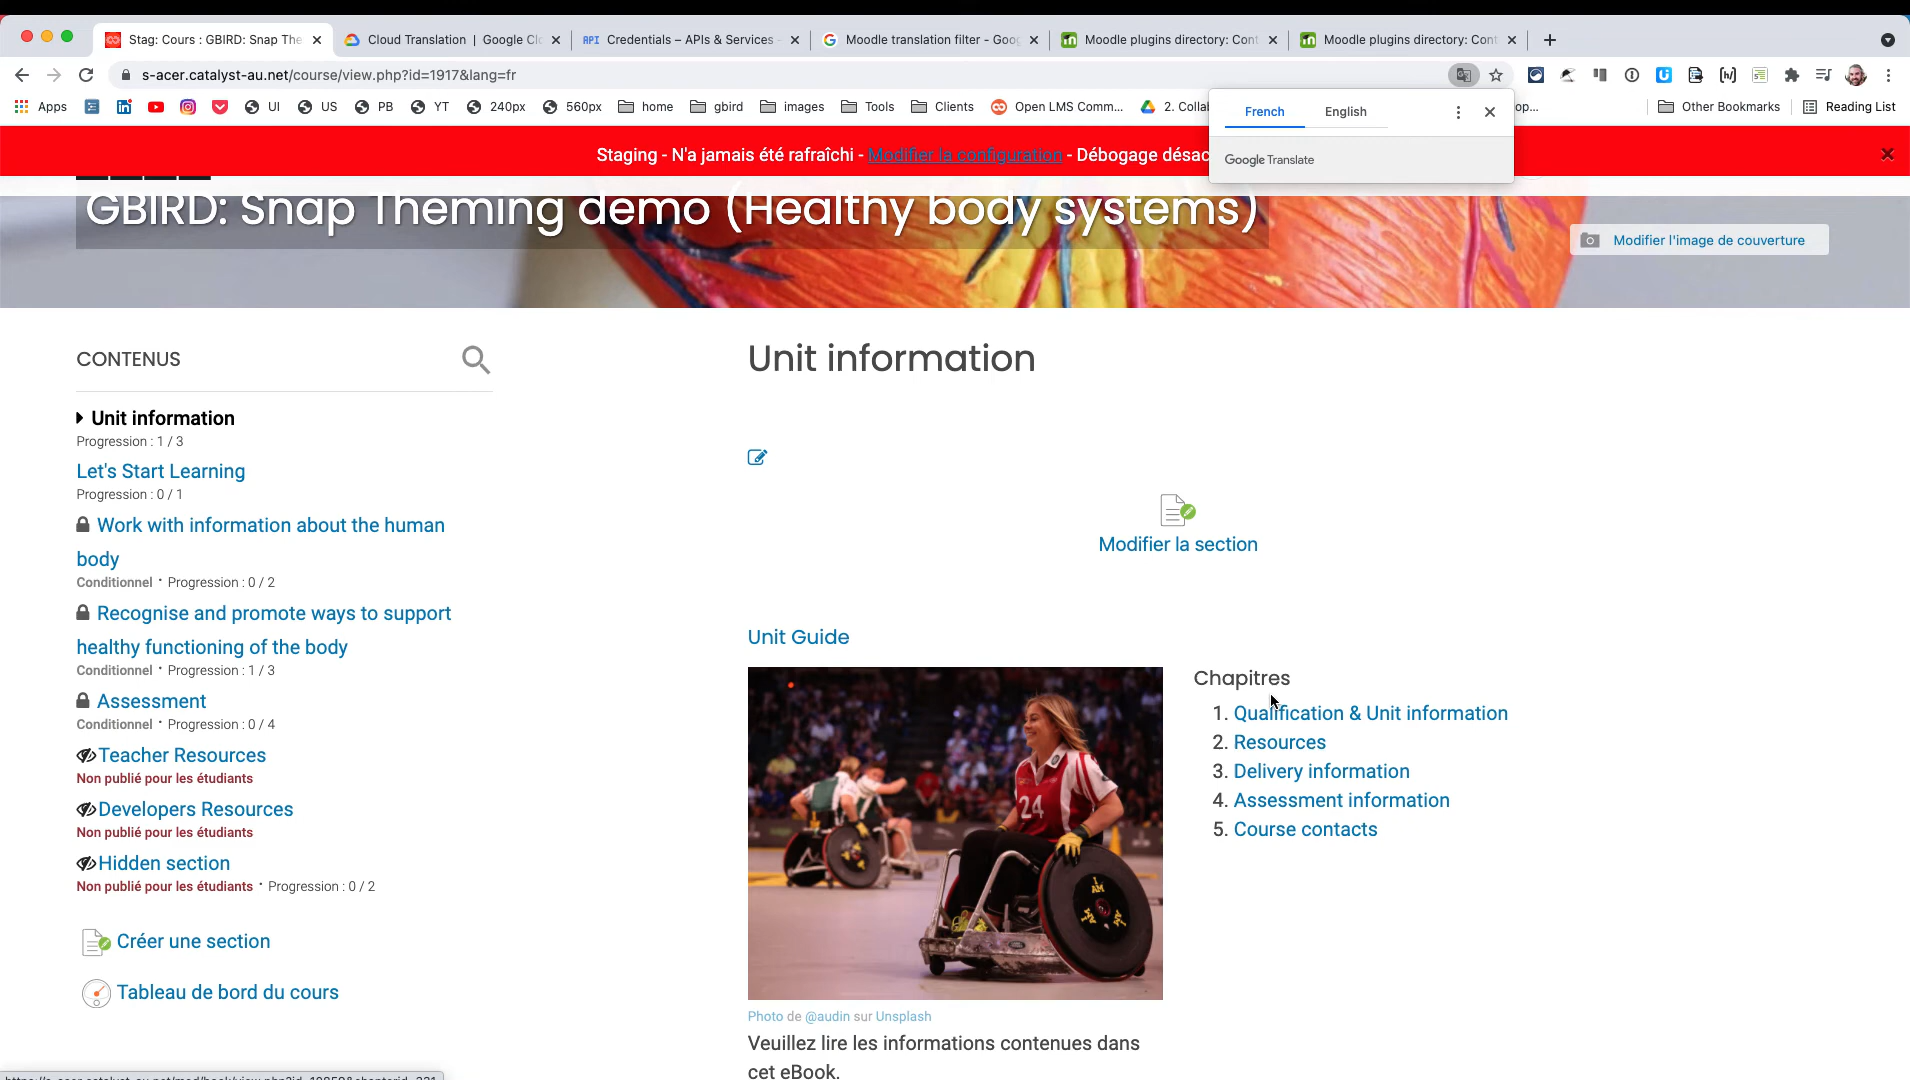 Stag: Cours : GBIRD: Snap The
Cloud Translation | Google Cl
API Credentials – APIs & Services -
Moodle translation filter - Goog
Moodle plugins directory: Cont
Moodle plugins directory: Cont
s-acer.catalyst-au.net/course/view.php?id=1917&lang=fr
Apps
UI
US
PB
YT
240px
560px
home
gbird
images
Tools
Clients
Open LMS Comm...
2. Collab
op...
Other Bookmarks
Reading List
French
English
Google Translate
Staging - N'a jamais été rafraîchi - Modifier la configuration - Débogage désac
GBIRD: Snap Theming demo (Healthy body systems)
Modifier l'image de couverture
CONTENUS
Unit information
Progression : 1 / 3
Let's Start Learning
Progression : 0 / 1
Work with information about the human
body
Conditionnel · Progression : 0 / 2
Recognise and promote ways to support
healthy functioning of the body
Conditionnel · Progression : 1 / 3
Assessment
Conditionnel · Progression : 0 / 4
Teacher Resources
Non publié pour les étudiants
Developers Resources
Non publié pour les étudiants
Hidden section
Non publié pour les étudiants · Progression : 0 / 2
Créer une section
Tableau de bord du cours
Unit information
Modifier la section
Unit Guide
24
I AM
Photo de @audin sur Unsplash
Veuillez lire les informations contenues dans
cet eBook.
Chapitres
1. Qualification & Unit information
2. Resources
3. Delivery information
4. Assessment information
5. Course contacts